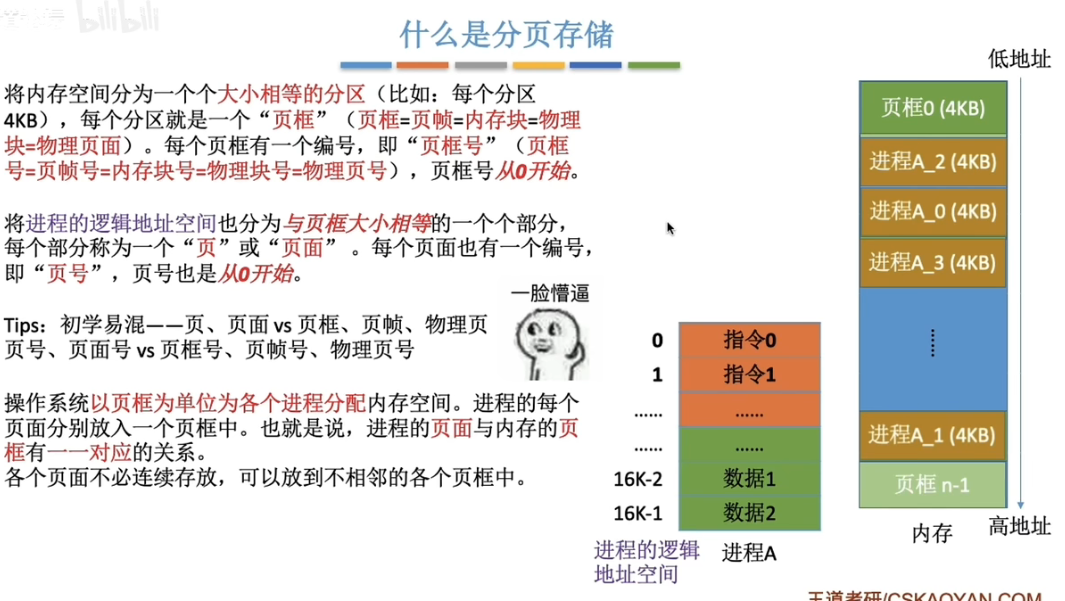 bilibili
什么是分页存储
将内存空间分为一个个大小相等的分区（比如：每个分区
4KB），每个分区就是一个“页框”（页框=页帧=内存块=物理
块=物理页面）。每个页框有一个编号，即“页框号”（页框
号=页帧号=内存块号=物理块号=物理页号），页框号从0开始。
将进程的逻辑地址空间也分为与页框大小相等的一个个部分，
每个部分称为一个“页”或“页面” 。每个页面也有一个编号，
即“页号”，页号也是从0开始。
Tips：初学易混——页、页面 vs 页框、页帧、物理页
页号、页面号 vs 页框号、页帧号、物理页号
操作系统以页框为单位为各个进程分配内存空间。进程的每个
页面分别放入一个页框中。也就是说，进程的页面与内存的页
框有一一对应的关系。
各个页面不必连续存放，可以放到不相邻的各个页框中。
一脸懵逼
0 指令0
1 指令1
...... ......
...... ......
16K-2 数据1
16K-1 数据2
进程的逻辑
地址空间
进程A
低地址
页框0 (4KB)
进程A_2 (4KB)
进程A_0 (4KB)
进程A_3 (4KB)
......
进程A_1 (4KB)
页框 n-1
内存
高地址
王道考研/CSKAOYAN.COM